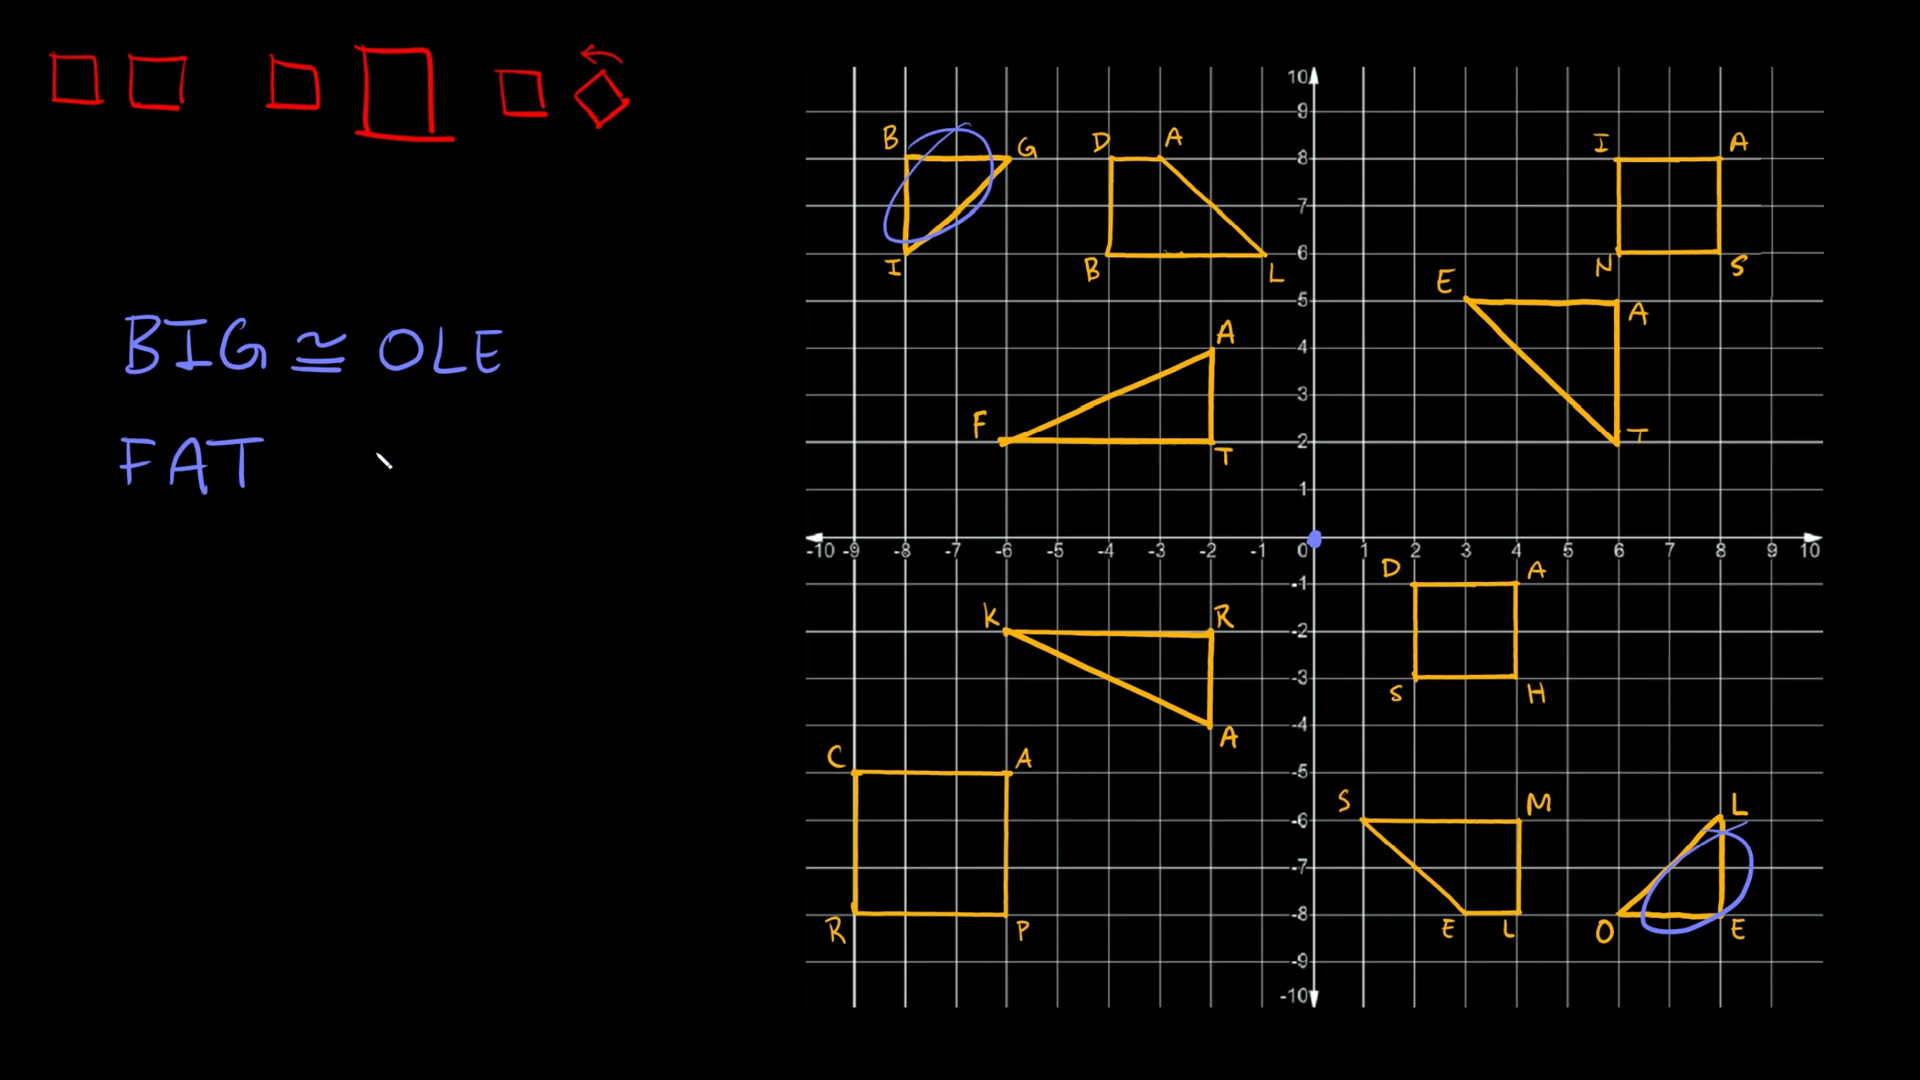 BIG ≅ OLE
FAT
10
9
B G D A I A
8
7
6
I B L N S
E
5
A
A
4
3
F
2
T
T
1
-10 -9 -8 -7 -6 -5 -4 -3 -2 -1 0 1 2 3 4 5 6 7 8 9 10
D A
-1
K R
-2
-3
S H
-4
A
C A
-5
S M L
-6
-7
-8
R P E L O E
-9
-10